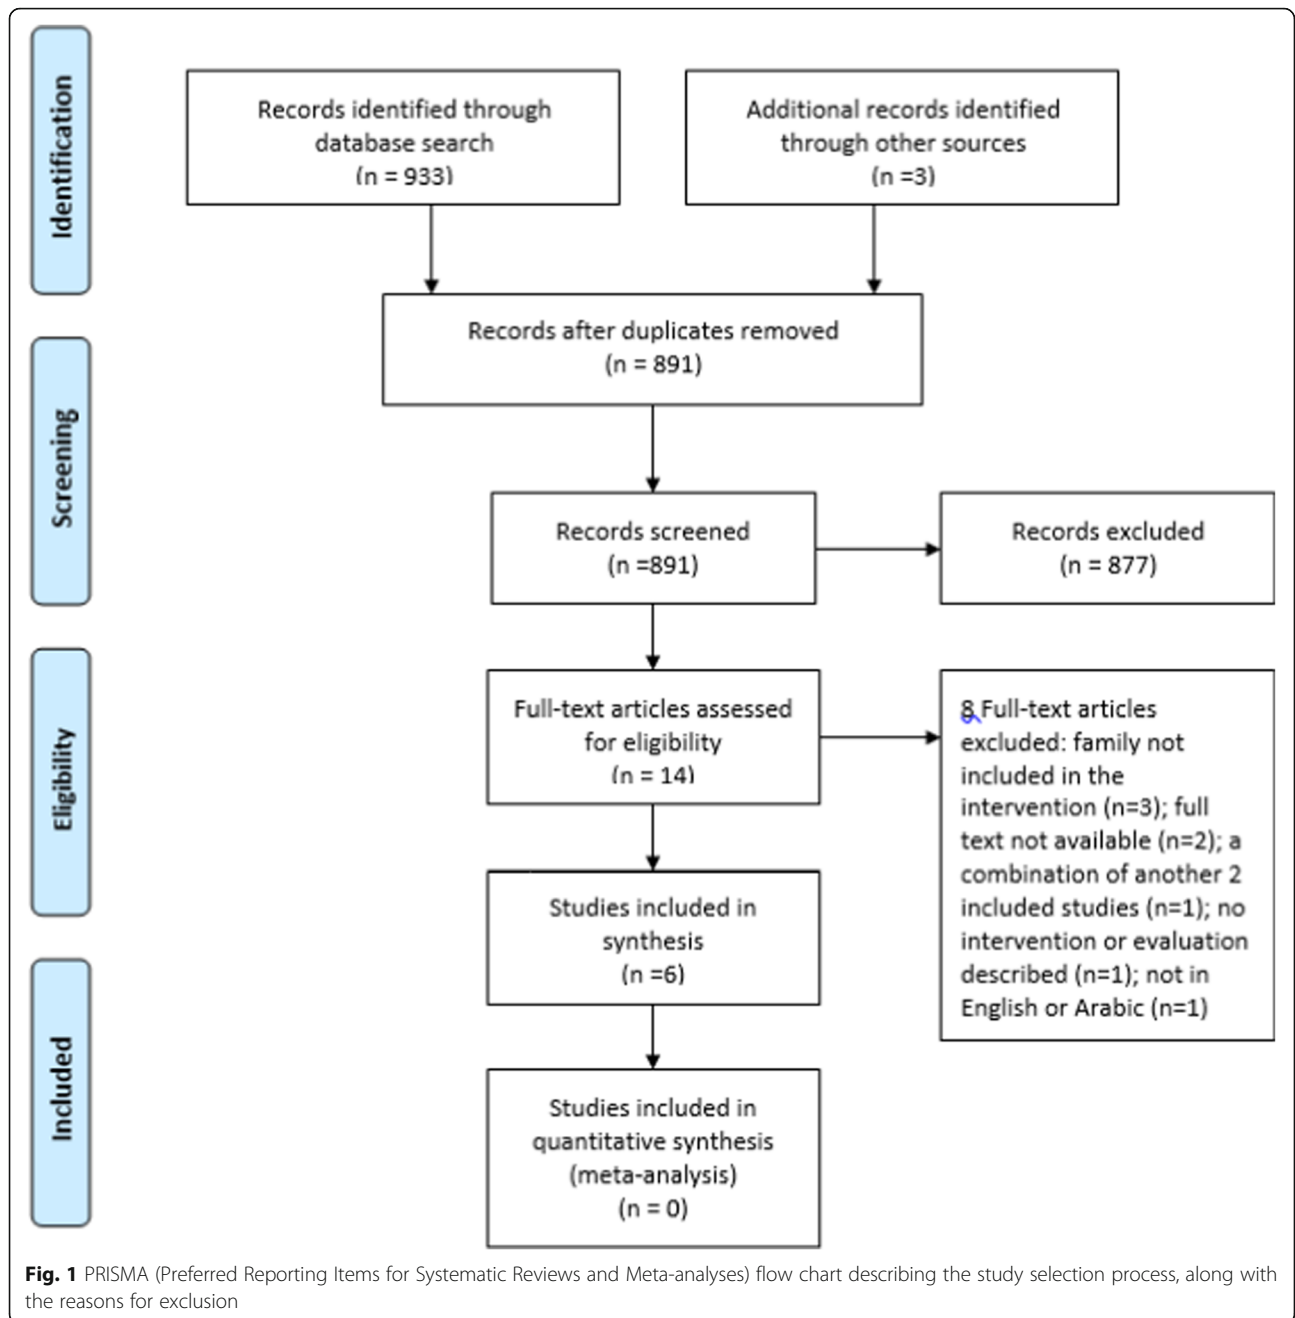 Identification
Records identified through
database search
(n = 933)
Additional records identified
through other sources
(n =3)
Records after duplicates removed
(n = 891)
Screening
Records screened
(n =891)
Records excluded
(n = 877)
Eligibility
Full-text articles assessed
for eligibility
(n = 14)
8 Full-text articles
excluded: family not
included in the
intervention (n=3); full
text not available (n=2); a
combination of another 2
included studies (n=1); no
intervention or evaluation
described (n=1); not in
English or Arabic (n=1)
Studies included in
synthesis
(n =6)
Included
Studies included in
quantitative synthesis
(meta-analysis)
(n = 0)
Fig. 1 PRISMA (Preferred Reporting Items for Systematic Reviews and Meta-analyses) flow chart describing the study selection process, along with
the reasons for exclusion